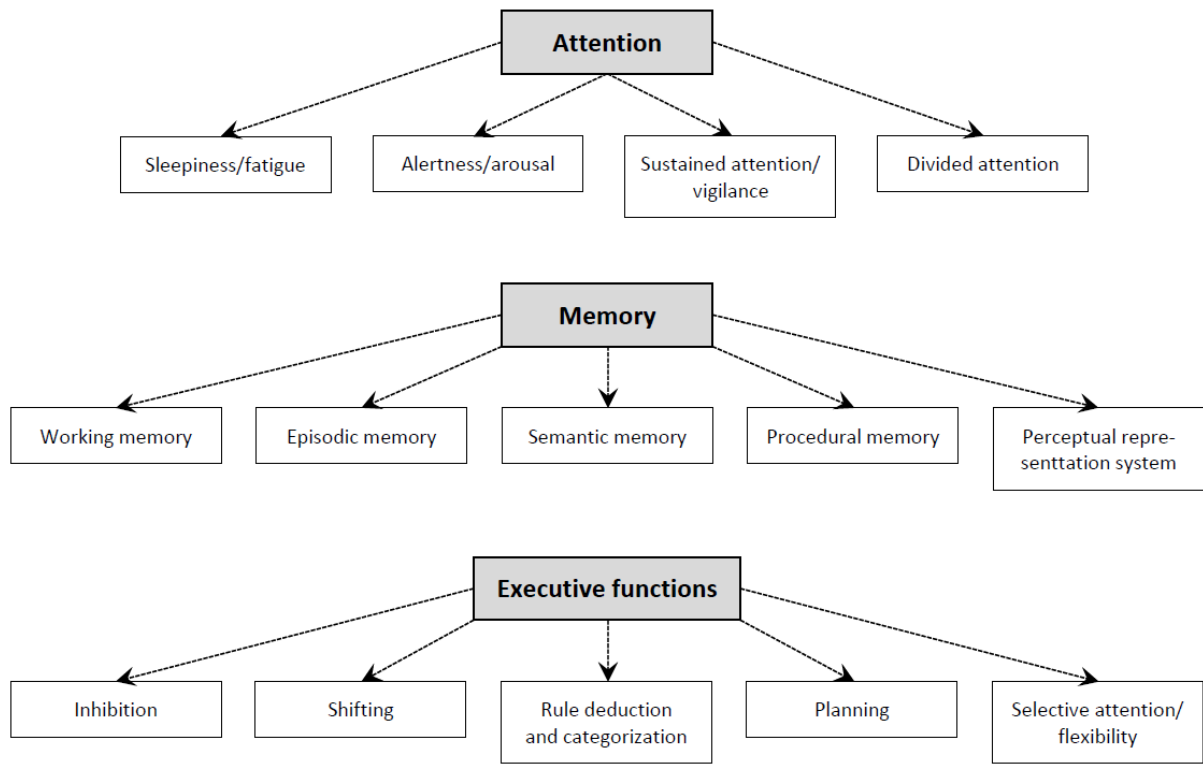 Attention
Sleepiness/fatigue
Alertness/arousal
Sustained attention/
vigilance
Divided attention
Memory
Working memory
Episodic memory
Semantic memory
Procedural memory
Perceptual repre-
senttation system
Executive functions
Inhibition
Shifting
Rule deduction
and categorization
Planning
Selective attention/
flexibility